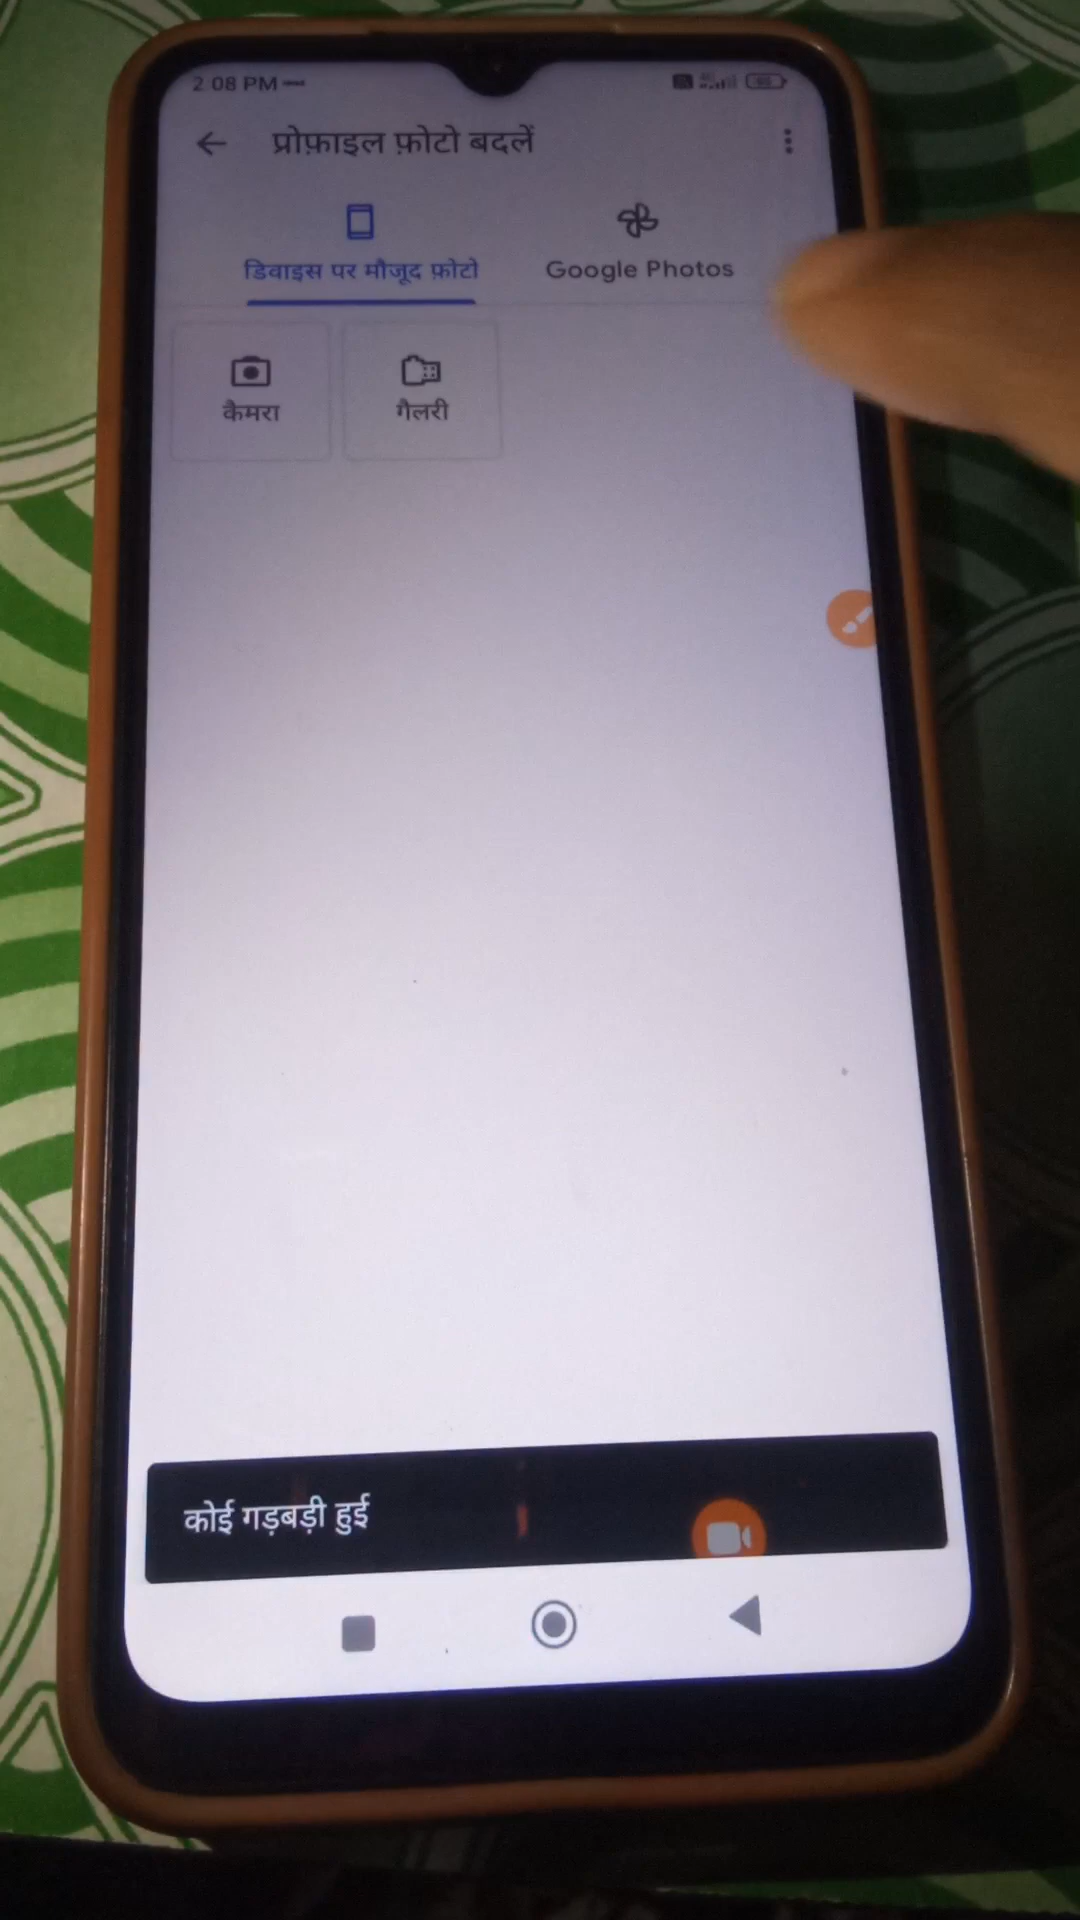 2:08 PM
प्रोफ़ाइल फ़ोटो बदलें
डिवाइस पर मौजूद फ़ोटो
Google Photos
कैमरा
गैलरी
कोई गड़बड़ी हुई